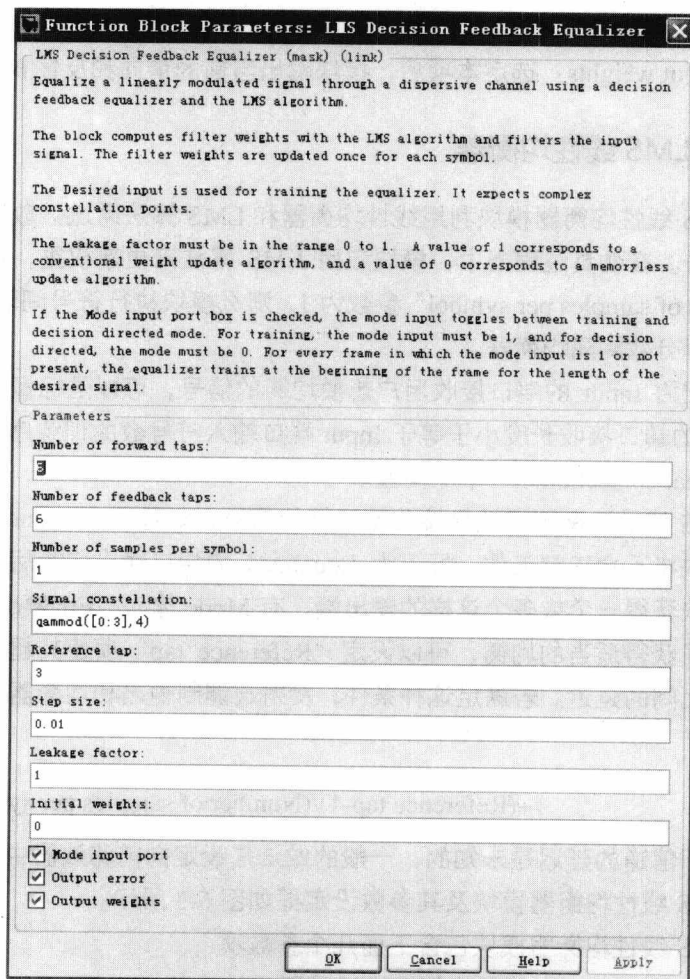 Function Block Parameters: LMS Decision Feedback Equalizer
LMS Decision Feedback Equalizer (mask) (link)
Equalize a linearly modulated signal through a dispersive channel using a decision
feedback equalizer and the LMS algorithm.
The block computes filter weights with the LMS algorithm and filters the input
signal. The filter weights are updated once for each symbol.
The Desired input is used for training the equalizer. It expects complex
constellation points.
The Leakage factor must be in the range 0 to 1. A value of 1 corresponds to a
conventional weight update algorithm, and a value of 0 corresponds to a memoryless
update algorithm.
If the Mode input port box is checked, the mode input toggles between training and
decision directed mode. For training, the mode input must be 1, and for decision
directed, the mode must be 0. For every frame in which the mode input is 1 or not
present, the equalizer trains at the beginning of the frame for the length of the
desired signal.
Parameters
Number of forward taps:
3
Number of feedback taps:
6
Number of samples per symbol:
1
Signal constellation:
qammod([0:3],4)
Reference tap:
3
Step size:
0.01
Leakage factor:
1
Initial weights:
0
Mode input port
Output error
Output weights
OK
Cancel
Help
Apply